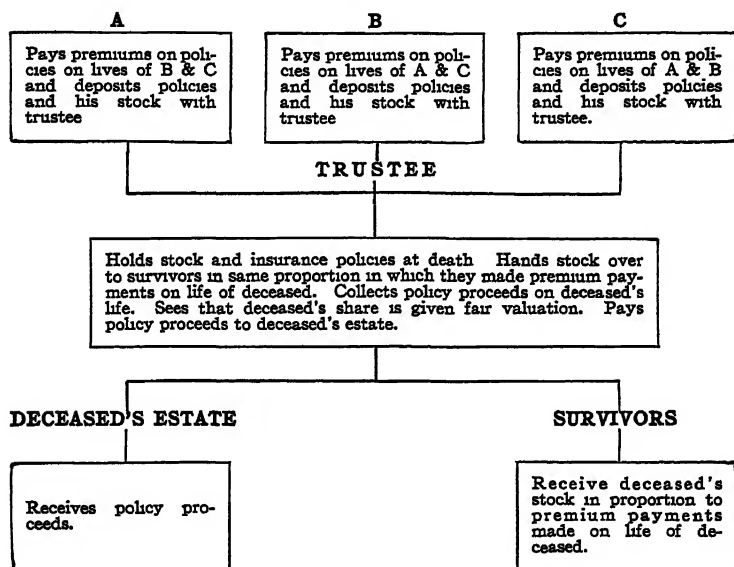 A B C
Pays premiums on poli-
cies on lives of B & C
and deposits policies
and his stock with
trustee
Pays premiums on poli-
cies on lives of A & C
and deposits policies
and his stock with
trustee
Pays premiums on poli-
cies on lives of A & B
and deposits policies
and his stock with
trustee.
TRUSTEE
Holds stock and insurance policies at death Hands stock over
to survivors in same proportion in which they made premium pay-
ments on life of deceased. Collects policy proceeds on deceased's
life. Sees that deceased's share is given fair valuation. Pays
policy proceeds to deceased's estate.
DECEASED'S ESTATE
Receives policy pro-
ceeds.
SURVIVORS
Receive deceased's
stock in proportion to
premium payments
made on life of de-
ceased.